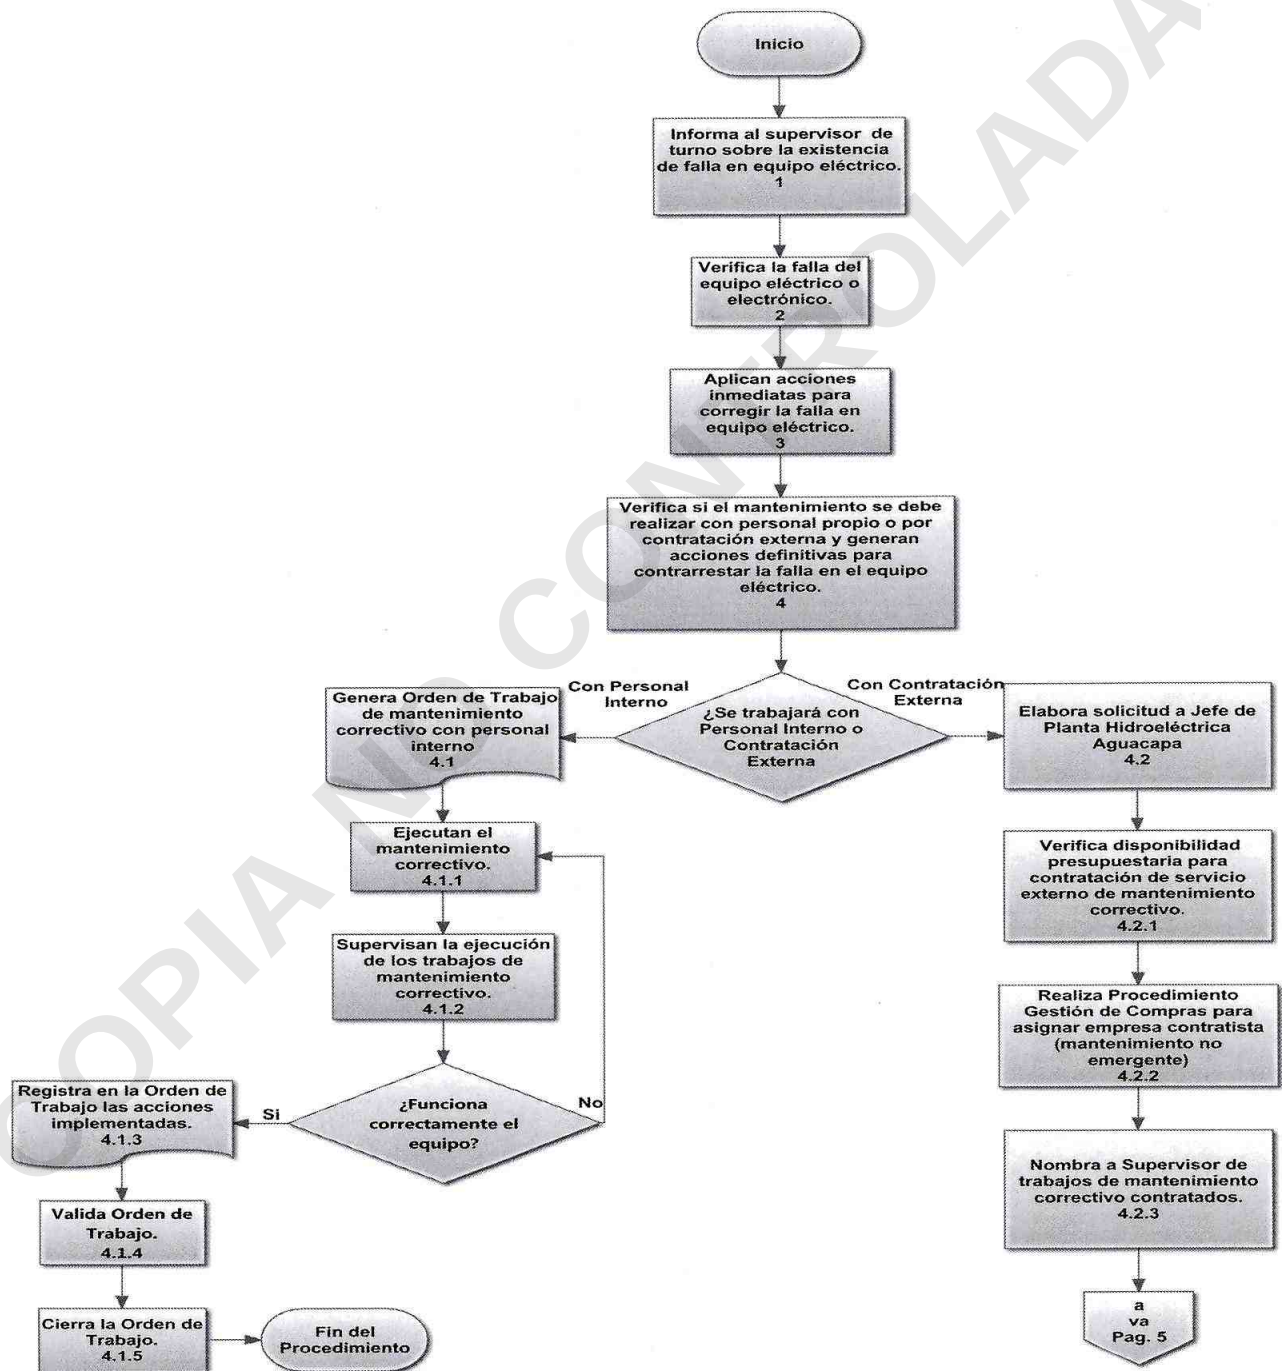 Inicio
Informa al supervisor de
turno sobre la existencia
de falla en equipo eléctrico.
1
Verifica la falla del
equipo eléctrico o
electrónico.
2
Aplican acciones
inmediatas para
corregir la falla en
equipo eléctrico.
3
Verifica si el mantenimiento se debe
realizar con personal propio o por
contratación externa y generan
acciones definitivas para
contrarrestar la falla en el equipo
eléctrico.
4
¿Se trabajará con
Personal Interno o
Contratación
Externa
Con Personal
Interno
Con Contratación
Externa
Genera Orden de Trabajo
de mantenimiento
correctivo con personal
interno
4.1
Ejecutan el
mantenimiento
correctivo.
4.1.1
Supervisan la ejecución
de los trabajos de
mantenimiento
correctivo.
4.1.2
¿Funciona
correctamente el
equipo?
Si
No
Registra en la Orden de
Trabajo las acciones
implementadas.
4.1.3
Valida Orden de
Trabajo.
4.1.4
Cierra la Orden de
Trabajo.
4.1.5
Fin del
Procedimiento
Elabora solicitud a Jefe de
Planta Hidroeléctrica
Aguacapa
4.2
Verifica disponibilidad
presupuestaria para
contratación de servicio
externo de mantenimiento
correctivo.
4.2.1
Realiza Procedimiento
Gestión de Compras para
asignar empresa contratista
(mantenimiento no
emergente)
4.2.2
Nombra a Supervisor de
trabajos de mantenimiento
correctivo contratados.
4.2.3
a
va
Pag. 5
COPIA NO CONTROLADA